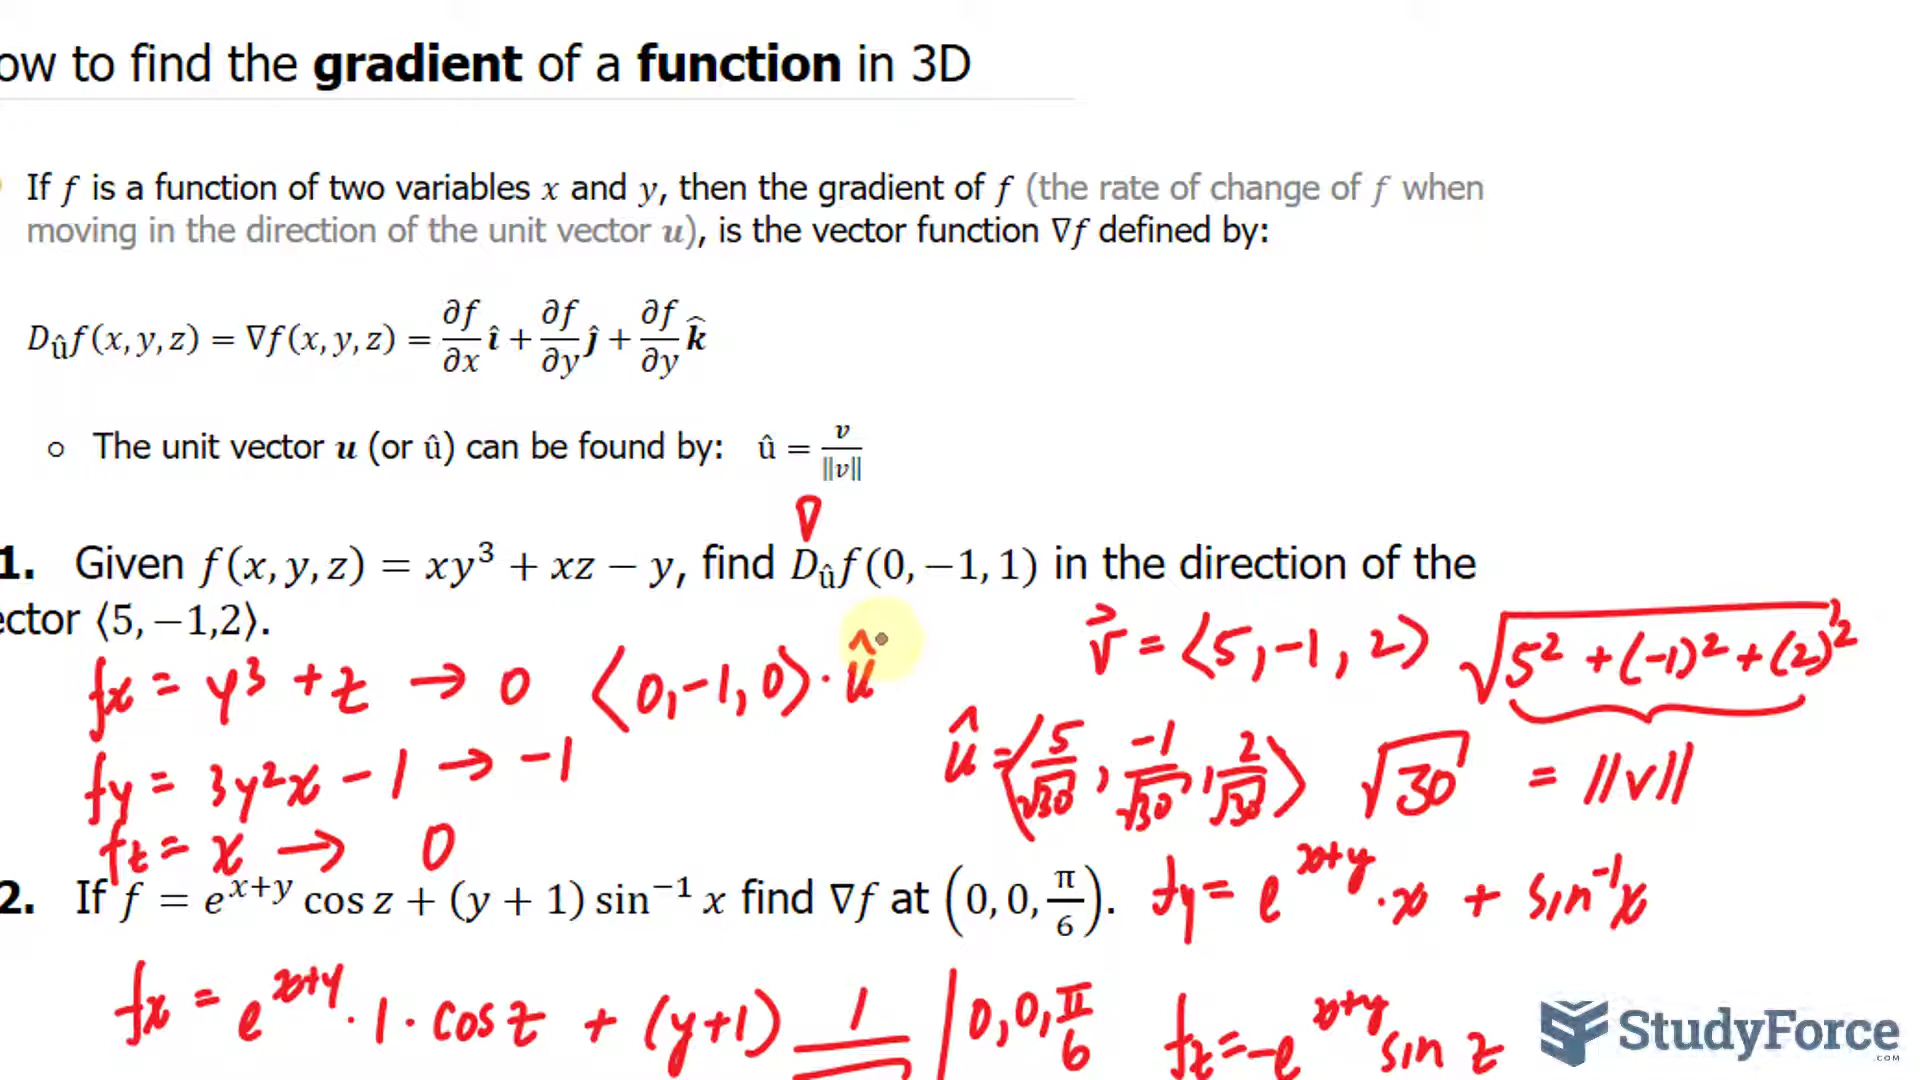 ow to find the gradient of a function in 3D
If f is a function of two variables x and y, then the gradient of f (the rate of change of f when
moving in the direction of the unit vector u), is the vector function ∇f defined by:
D_û f(x, y, z) = ∇f(x, y, z) = ∂f/∂x î + ∂f/∂y ĵ + ∂f/∂y k̂
○ The unit vector u (or û) can be found by: û = v/‖v‖
∇
1. Given f(x, y, z) = xy³ + xz − y, find D_û f(0, −1, 1) in the direction of the
ector ⟨5, −1,2⟩.
v⃗ = ⟨5, -1, 2⟩ √(5² + (-1)² + (2)²)
fx = y³ + z → 0 ⟨0, -1, 0⟩ · û
û = ⟨5/√30, -1/√30, 2/√30⟩ √30 = ||v||
fy = 3y²x - 1 → -1
fz = x → 0
2. If f = e^(x+y) cos z + (y + 1) sin⁻¹ x find ∇f at (0, 0, π/6).
fy = e^(x+y) · x + sin⁻¹x
fx = e^(x+y) · 1 · cos z + (y+1) 1 | 0, 0, π/6
fz = -e^(x+y) sin z
StudyForce
.COM